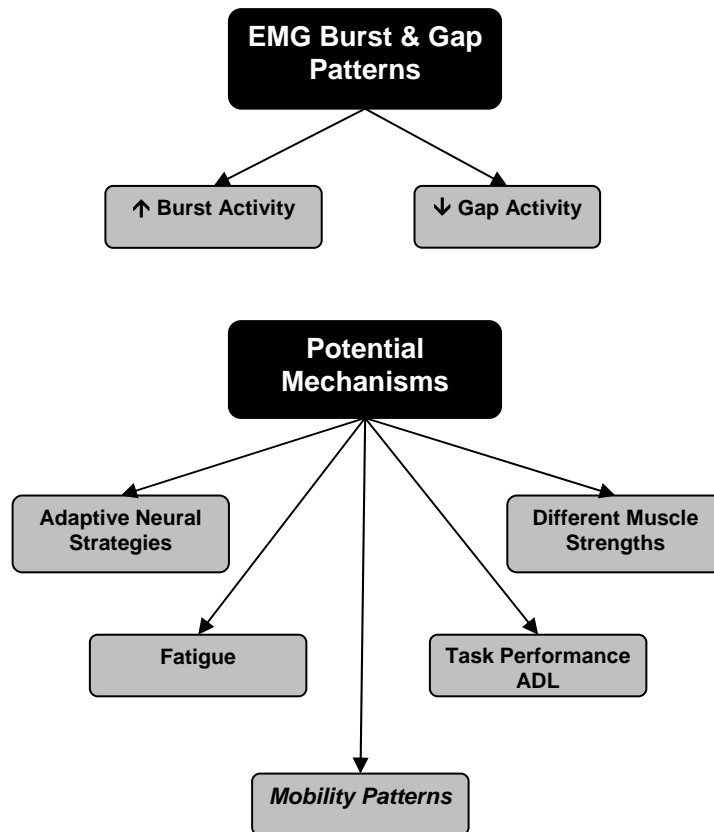 EMG Burst & Gap
Patterns
↑ Burst Activity
↓ Gap Activity
Potential
Mechanisms
Adaptive Neural
Strategies
Different Muscle
Strengths
Fatigue
Task Performance
ADL
Mobility Patterns